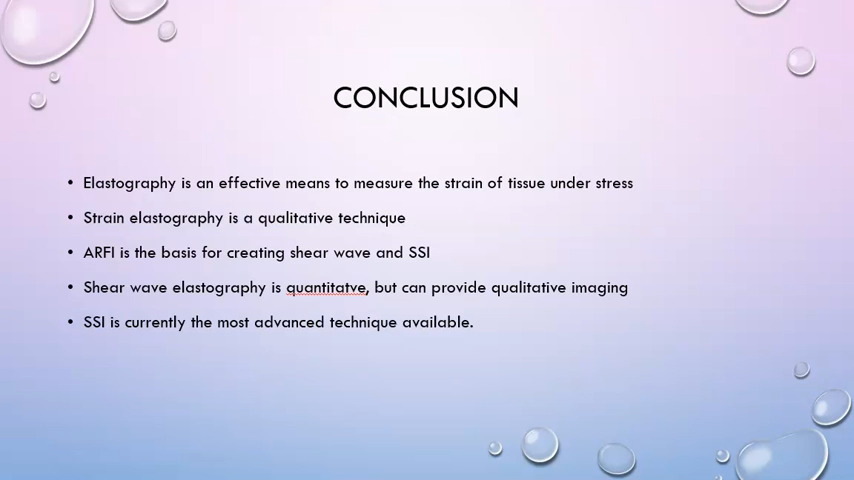 CONCLUSION
• Elastography is an effective means to measure the strain of tissue under stress
• Strain elastography is a qualitative technique
• ARFI is the basis for creating shear wave and SSI
• Shear wave elastography is quantitatve, but can provide qualitative imaging
• SSI is currently the most advanced technique available.